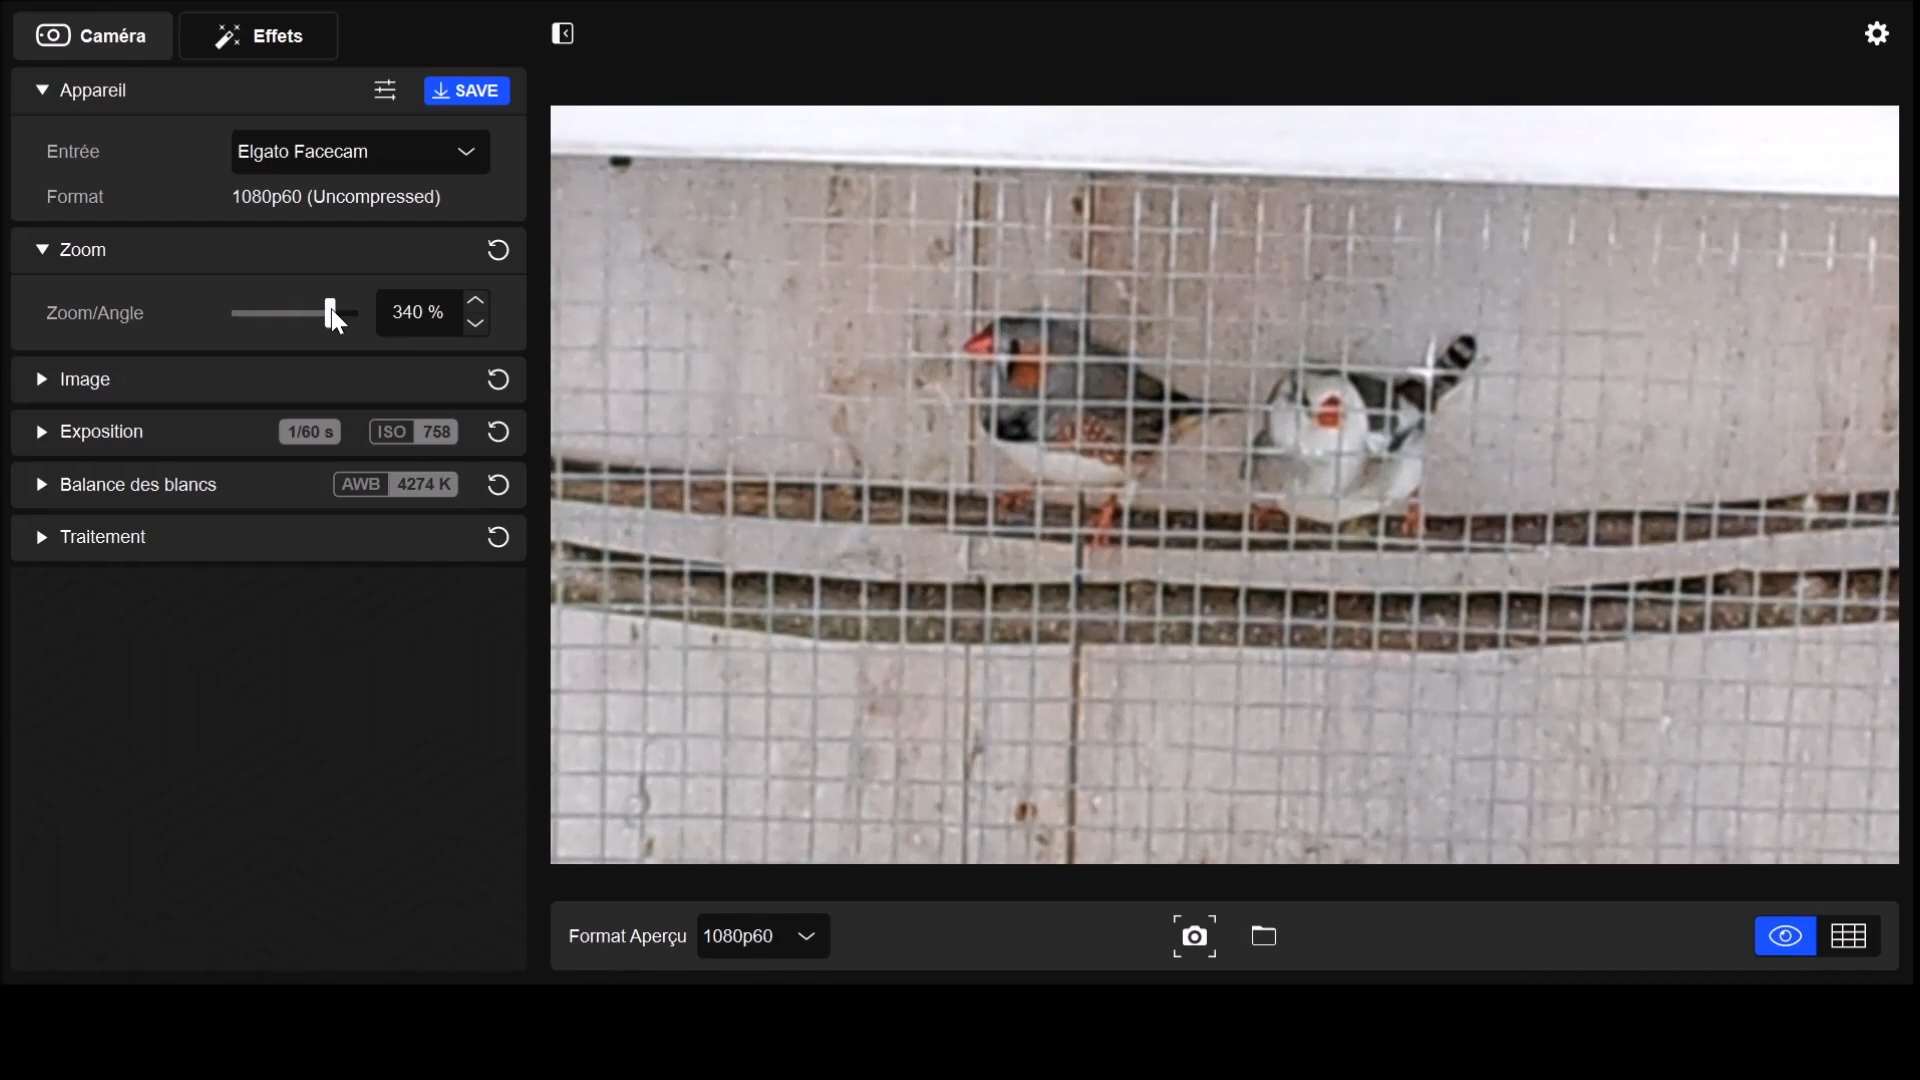 Caméra
Effets
Appareil
SAVE
Entrée
Elgato Facecam
Format
1080p60 (Uncompressed)
Zoom
Zoom/Angle
340 %
Image
Exposition
1/60 s
ISO 758
Balance des blancs
AWB 4274 K
Traitement
Format Aperçu
1080p60